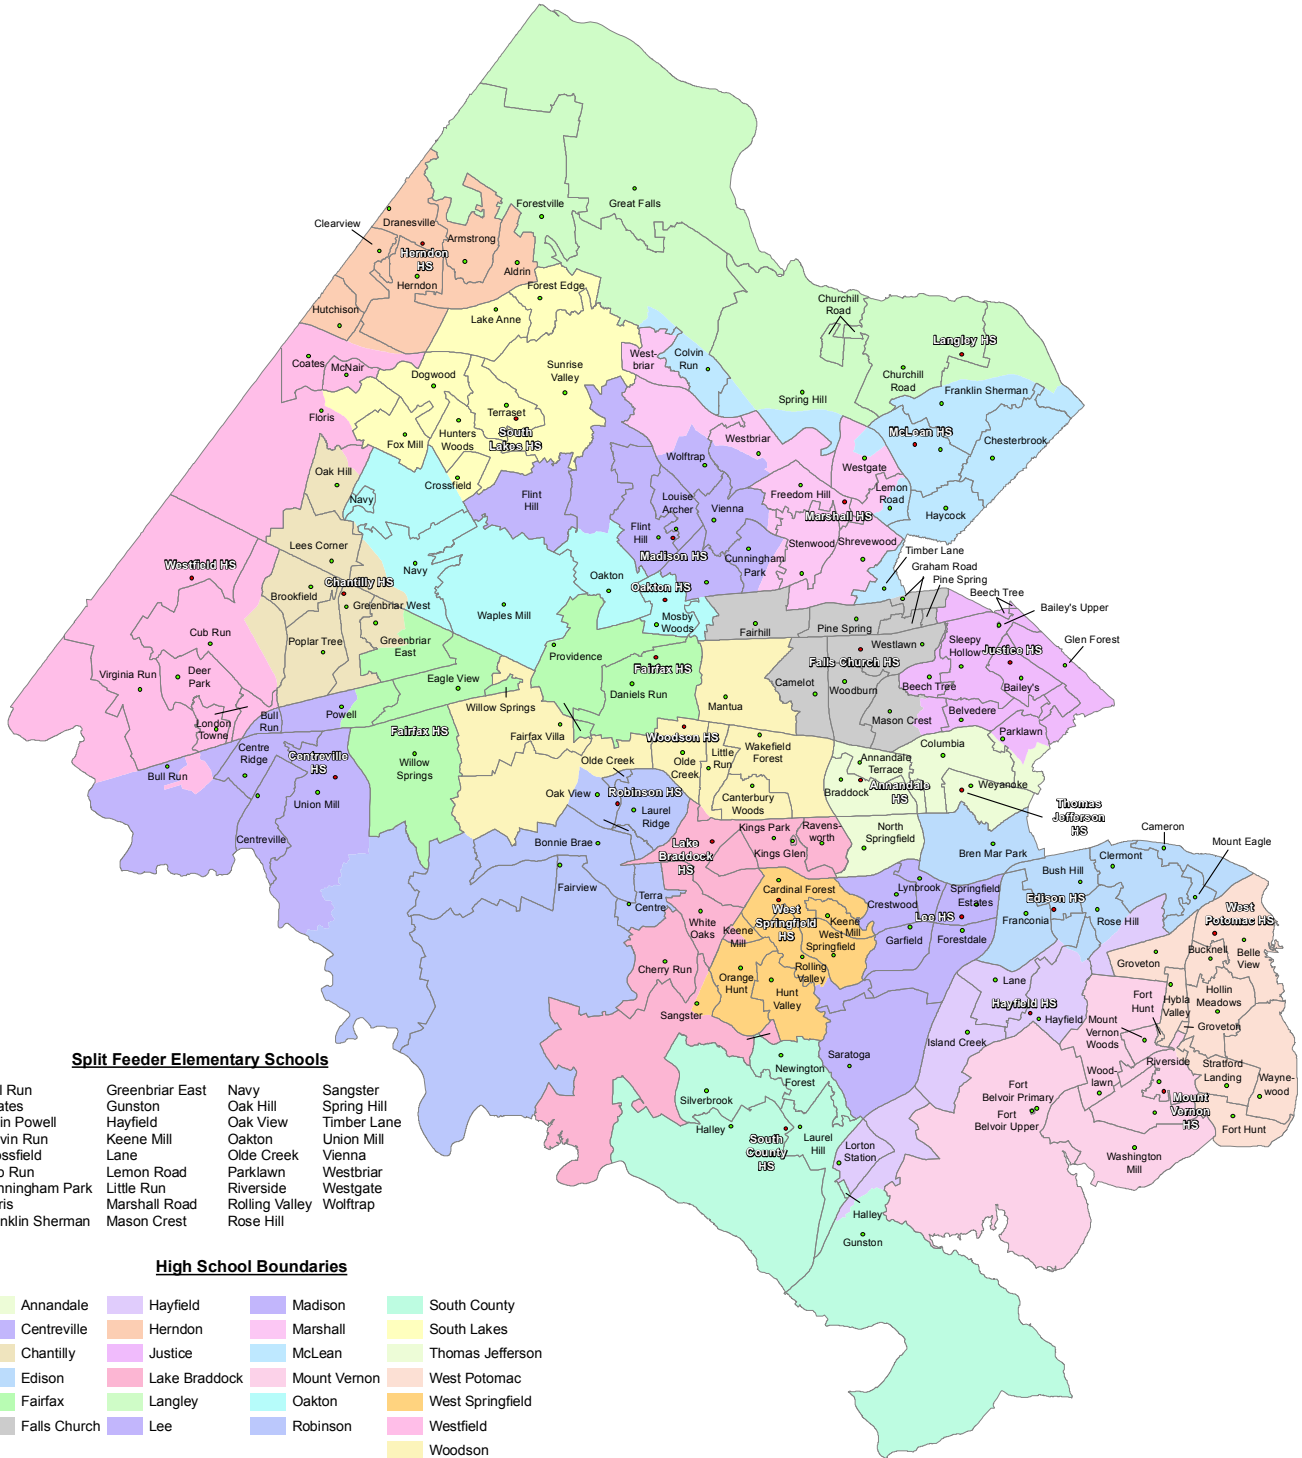 Clearview
Dranesville
Armstrong
Herndon
HS
Herndon
Aldrin
Hutchison
Forestville
Great Falls
Forest Edge
Lake Anne
Churchill
Road
Langley HS
Churchill
Road
Spring Hill
Franklin Sherman
McLean HS
Chesterbrook
Haycock
Lemon
Road
Westgate
West-
briar
Colvin
Run
Coates
McNair
Dogwood
Sunrise
Valley
Terraset
South
Lakes HS
Hunters
Woods
Fox Mill
Floris
Oak Hill
Navy
Crossfield
Flint
Hill
Wolftrap
Westbriar
Louise
Archer
Vienna
Flint
Hill
Madison HS
Cunningham
Park
Freedom Hill
Marshall HS
Stenwood
Shrevewood
Timber Lane
Graham Road
Pine Spring
Beech Tree
Bailey's Upper
Glen Forest
Westfield HS
Lees Corner
Chantilly HS
Brookfield
Greenbriar West
Poplar Tree
Greenbriar
East
Navy
Waples Mill
Oakton
Oakton HS
Mosby
Woods
Fairhill
Pine Spring
Westlawn
Falls Church HS
Camelot
Woodburn
Mason Crest
Sleepy
Hollow
Justice HS
Beech Tree
Bailey's
Belvedere
Parklawn
Cub Run
Virginia Run
Deer
Park
London
Towne
Bull
Run
Powell
Eagle View
Providence
Fairfax HS
Daniels Run
Mantua
Willow Springs
Fairfax Villa
Fairfax HS
Willow
Springs
Centre
Ridge
Centreville
HS
Bull Run
Union Mill
Centreville
Woodson HS
Olde Creek
Olde
Creek
Little
Run
Wakefield
Forest
Canterbury
Woods
Columbia
Annandale
Terrace
Braddock
Annandale
HS
Weyanoke
Thomas
Jefferson
HS
Oak View
Robinson HS
Laurel
Ridge
Bonnie Brae
Fairview
Terra
Centre
Kings Park
Kings Glen
Ravens-
worth
Lake
Braddock
HS
North
Springfield
Bren Mar Park
Cameron
Mount Eagle
Clermont
Bush Hill
Edison HS
Franconia
Rose Hill
West
Potomac HS
Cardinal Forest
West
Springfield
HS
Keene
Mill
Keene
Mill
West
Springfield
Rolling
Valley
Orange
Hunt
Hunt
Valley
White
Oaks
Cherry Run
Sangster
Lynbrook
Crestwood
Springfield
Estates
Lee HS
Garfield
Forestdale
Saratoga
Groveton
Bucknell
Belle
View
Hollin
Meadows
Hybla
Valley
Groveton
Fort
Hunt
Lane
Hayfield HS
Hayfield
Island Creek
Mount
Vernon
Woods
Wood-
lawn
Riverside
Stratford
Landing
Wayne-
wood
Mount
Vernon
HS
Fort Hunt
Washington
Mill
Fort
Belvoir Primary
Fort
Belvoir Upper
Newington
Forest
Silverbrook
Halley
South
County
HS
Laurel
Hill
Lorton
Station
Halley
Gunston
Split Feeder Elementary Schools
Greenbriar East Navy Sangster
Gunston Oak Hill Spring Hill
Hayfield Oak View Timber Lane
Keene Mill Oakton Union Mill
Lane Olde Creek Vienna
Lemon Road Parklawn Westbriar
Little Run Riverside Westgate
Marshall Road Rolling Valley Wolftrap
Mason Crest Rose Hill
High School Boundaries
Annandale Hayfield Madison South County
Centreville Herndon Marshall South Lakes
Chantilly Justice McLean Thomas Jefferson
Edison Lake Braddock Mount Vernon West Potomac
Fairfax Langley Oakton West Springfield
Falls Church Lee Robinson Westfield
Woodson